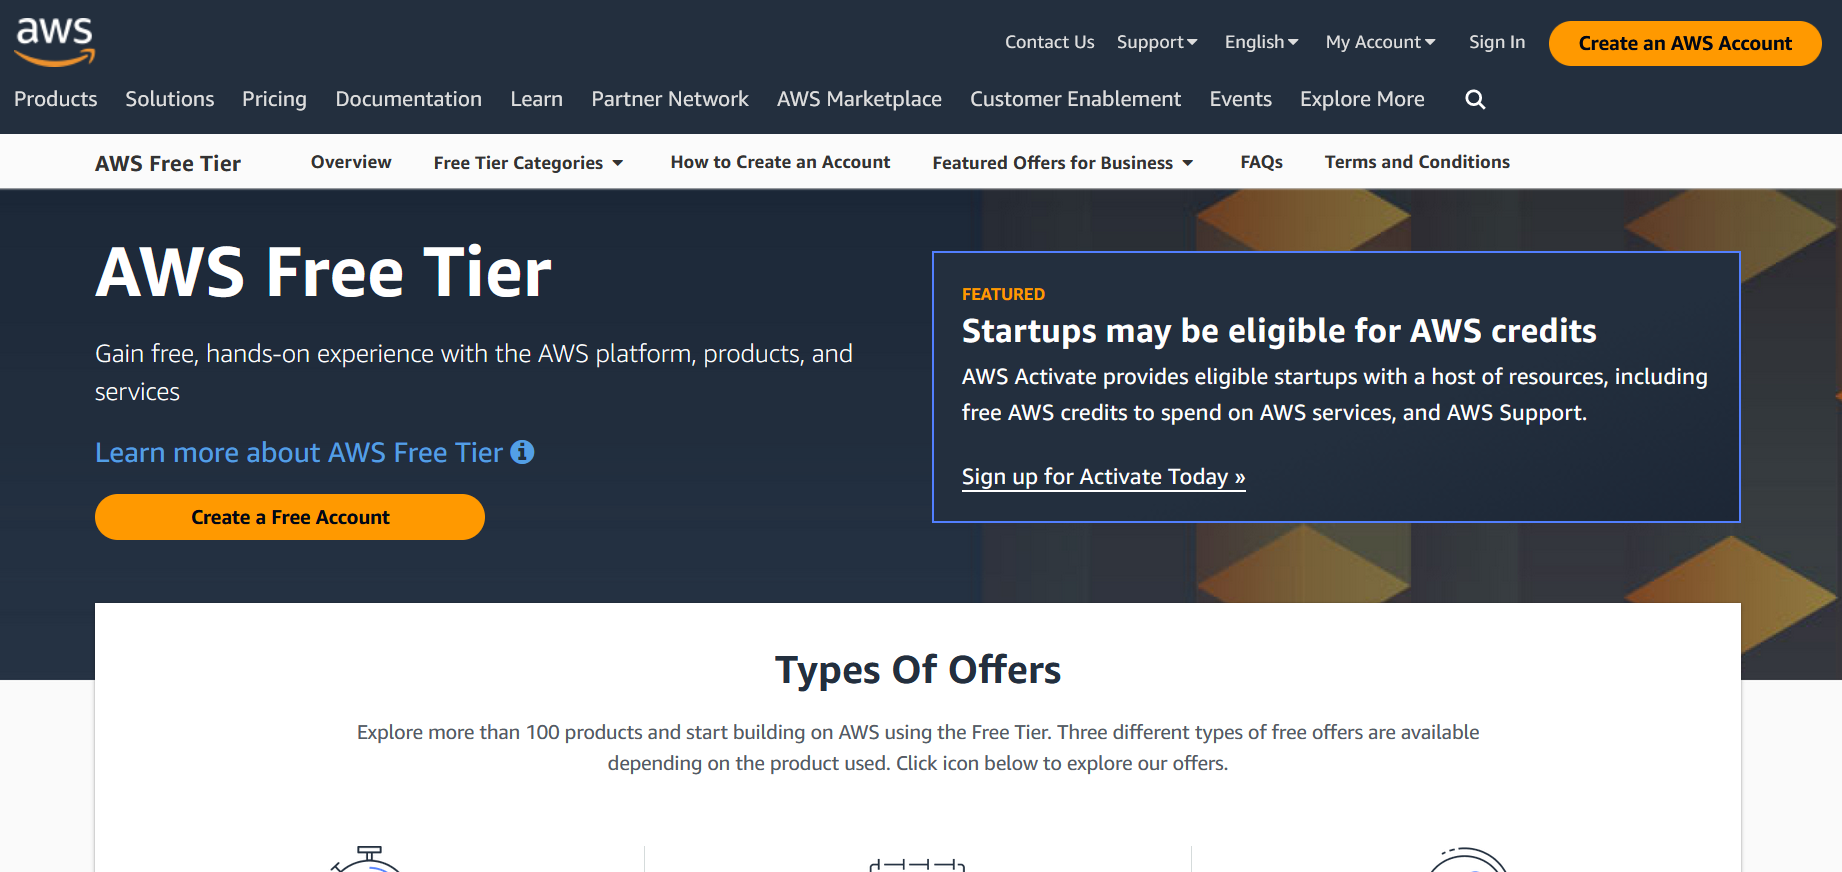 aws
Contact Us Support English My Account Sign In Create an AWS Account
Products Solutions Pricing Documentation Learn Partner Network AWS Marketplace Customer Enablement Events Explore More
AWS Free Tier Overview Free Tier Categories How to Create an Account Featured Offers for Business FAQs Terms and Conditions
AWS Free Tier
Gain free, hands-on experience with the AWS platform, products, and
services
Learn more about AWS Free Tier
Create a Free Account
FEATURED
Startups may be eligible for AWS credits
AWS Activate provides eligible startups with a host of resources, including
free AWS credits to spend on AWS services, and AWS Support.
Sign up for Activate Today »
Types Of Offers
Explore more than 100 products and start building on AWS using the Free Tier. Three different types of free offers are available
depending on the product used. Click icon below to explore our offers.